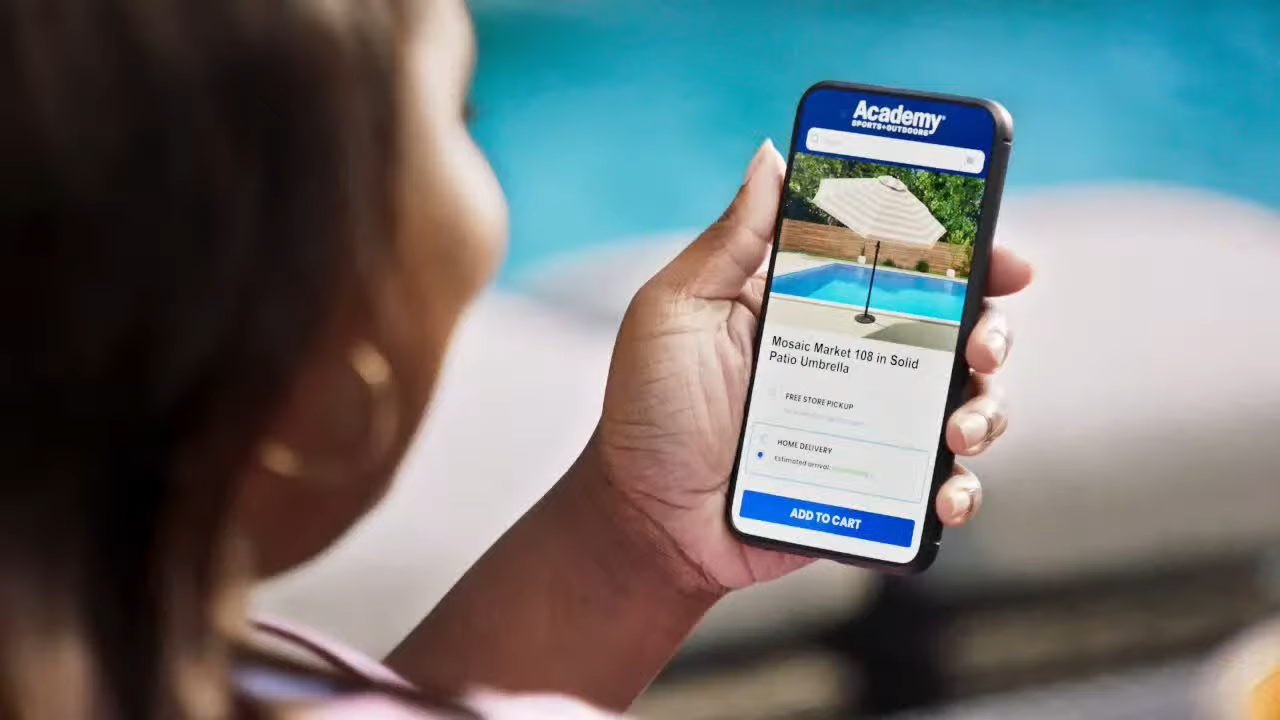 Academy
SPORTS+OUTDOORS
Mosaic Market 108 in Solid
Patio Umbrella
FREE STORE PICKUP
HOME DELIVERY
Estimated arrival:
ADD TO CART